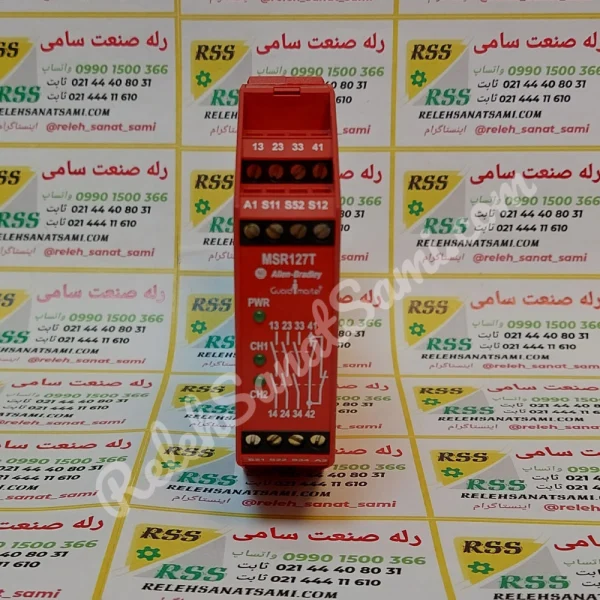 رله صنعت سامی
RSS
واتساپ 0990 1500 366
ثابت 021 44 40 80 31
RSS
ثابت 021 444 11 610
RELEHSANATSAMI.COM
اینستاگرام @releh_sanat_sami
13 23 33 41
A1 S11 S52 S12
MSR127T
Allen-Bradley
Guardmaster
PWR
13 23 33 41
CH1
CH2
14 24 34 42
RelehSanatSami.com